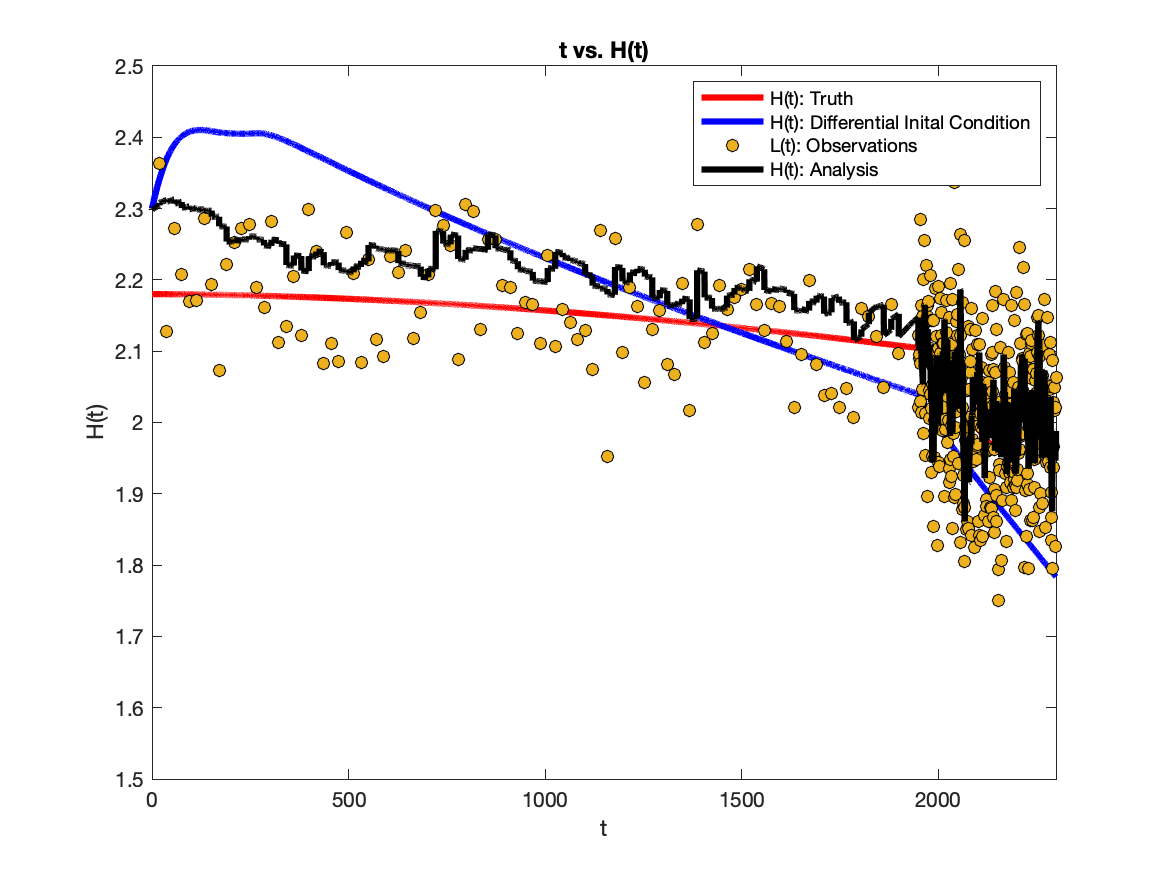 t vs. H(t)
H(t): Truth
H(t): Differential Inital Condition
L(t): Observations
H(t): Analysis
2.5
2.4
2.3
2.2
2.1
2
1.9
1.8
1.7
1.6
1.5
H(t)
0 500 1000 1500 2000
t